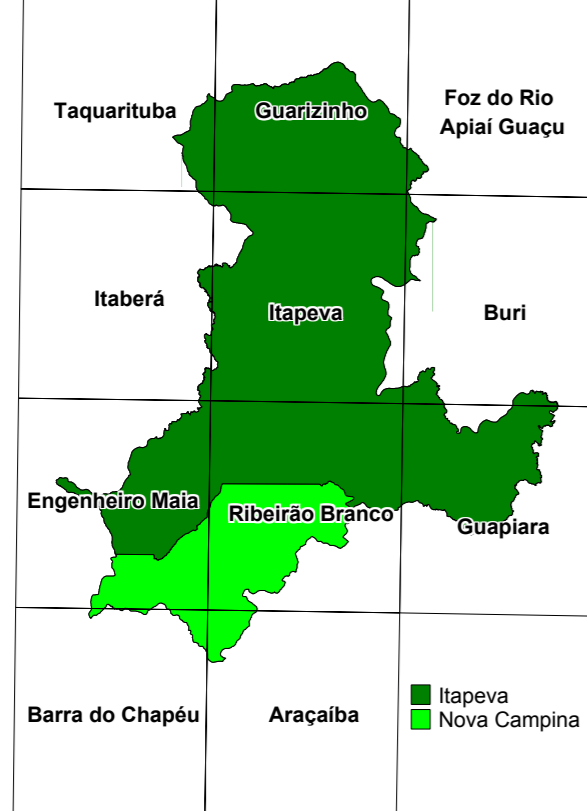 Taquarituba
Guarizinho
Foz do Rio
Apiaí Guaçu
Itaberá
Itapeva
Buri
Engenheiro Maia
Ribeirão Branco
Guapiara
Barra do Chapéu
Araçaíba
Itapeva
Nova Campina